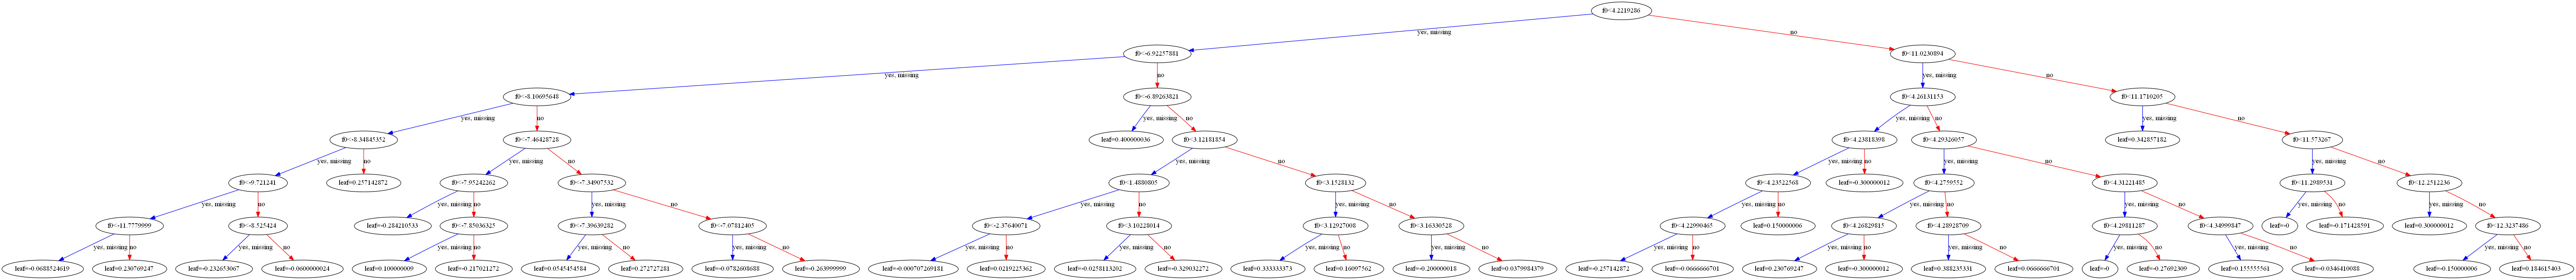 f0<4.2219286
yes, missing
no
f0<-6.92257881
f0<11.0230894
yes, missing
no
yes, missing
no
f0<-8.10695648
f0<-6.89263821
f0<4.26131153
f0<11.1710205
yes, missing
no
yes, missing
no
yes, missing
no
yes, missing
no
f0<-8.34845352
f0<-7.46428728
leaf=0.400000036
f0<3.12181854
f0<4.23818398
f0<4.29326057
leaf=0.342857182
f0<11.573267
yes, missing
no
yes, missing
no
yes, missing
no
yes, missing
no
yes, missing
no
yes, missing
no
f0<-9.721241
leaf=0.257142872
f0<-7.95242262
f0<-7.34907532
f0<1.4880805
f0<3.1528132
f0<4.23522568
leaf=-0.300000012
f0<4.2759552
f0<4.31221485
f0<11.2989531
f0<12.2512236
yes, missing
no
yes, missing
no
yes, missing
no
yes, missing
no
yes, missing
no
yes, missing
no
yes, missing
no
yes, missing
no
yes, missing
no
yes, missing
no
f0<-11.7779999
f0<-8.525424
leaf=-0.284210533
f0<-7.85036325
f0<-7.39639282
f0<-7.07812405
f0<-2.37640071
f0<3.10228014
f0<3.12927008
f0<3.16330528
f0<4.22990465
leaf=0.150000006
f0<4.26829815
f0<4.28928709
f0<4.29811287
f0<4.34999847
leaf=-0
leaf=-0.171428591
leaf=0.300000012
f0<12.3237486
yes, missing
no
yes, missing
no
yes, missing
no
yes, missing
no
yes, missing
no
yes, missing
no
yes, missing
no
yes, missing
no
yes, missing
no
yes, missing
no
yes, missing
no
yes, missing
no
yes, missing
no
yes, missing
no
yes, missing
no
leaf=-0.0688524619
leaf=0.230769247
leaf=-0.232653067
leaf=-0.0600000024
leaf=0.100000009
leaf=-0.217021272
leaf=0.0545454584
leaf=0.272727281
leaf=-0.0782608688
leaf=-0.263999999
leaf=-0.000707269181
leaf=0.0219225362
leaf=-0.0258113202
leaf=-0.329032272
leaf=0.333333373
leaf=0.16097562
leaf=-0.200000018
leaf=0.0379984379
leaf=-0.257142872
leaf=-0.0666666701
leaf=0.230769247
leaf=-0.300000012
leaf=0.388235331
leaf=0.0666666701
leaf=-0
leaf=-0.27692309
leaf=0.155555561
leaf=-0.0346410088
leaf=-0.150000006
leaf=0.184615403